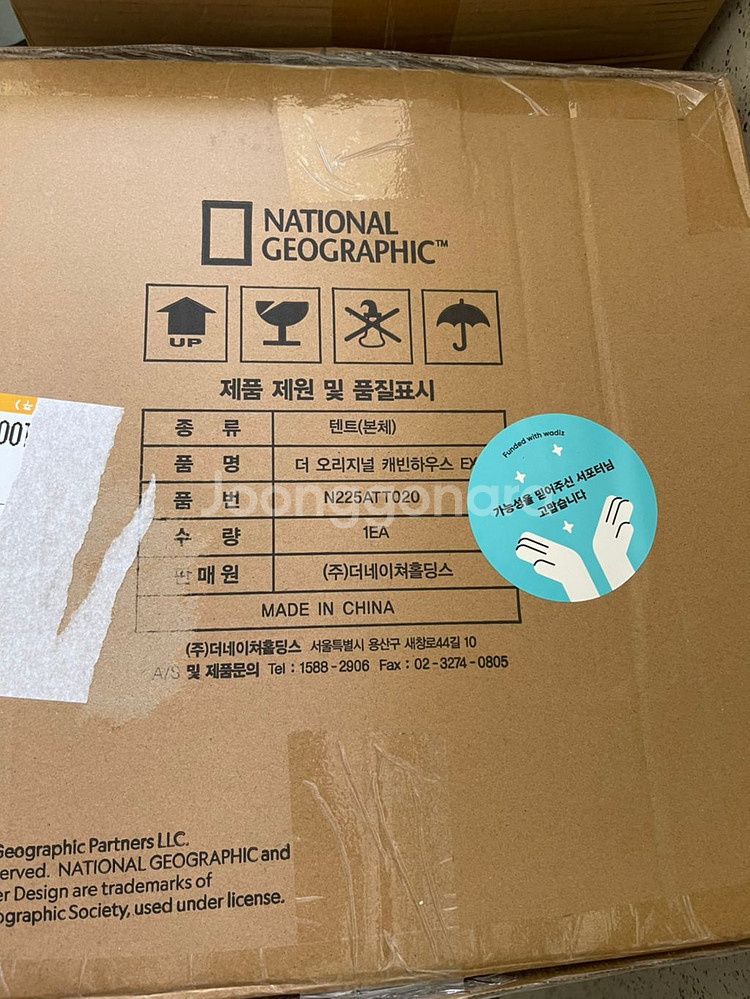 NATIONAL
GEOGRAPHIC™
UP
제품 제원 및 품질표시
종 류 텐트(본체)
품 명 더 오리지널 캐빈하우스 EX
품 번 N225ATT020
수 량 1EA
판매원 (주)더네이쳐홀딩스
MADE IN CHINA
(주)더네이쳐홀딩스 서울특별시 용산구 새창로44길 10
A/S 및 제품문의 Tel : 1588-2906 Fax : 02-3274-0805
Funded with wadiz
가능성을 믿어주신 서포터님
고맙습니다
Joonggonara
001
Geographic Partners LLC.
erved. NATIONAL GEOGRAPHIC and
er Design are trademarks of
ographic Society, used under license.